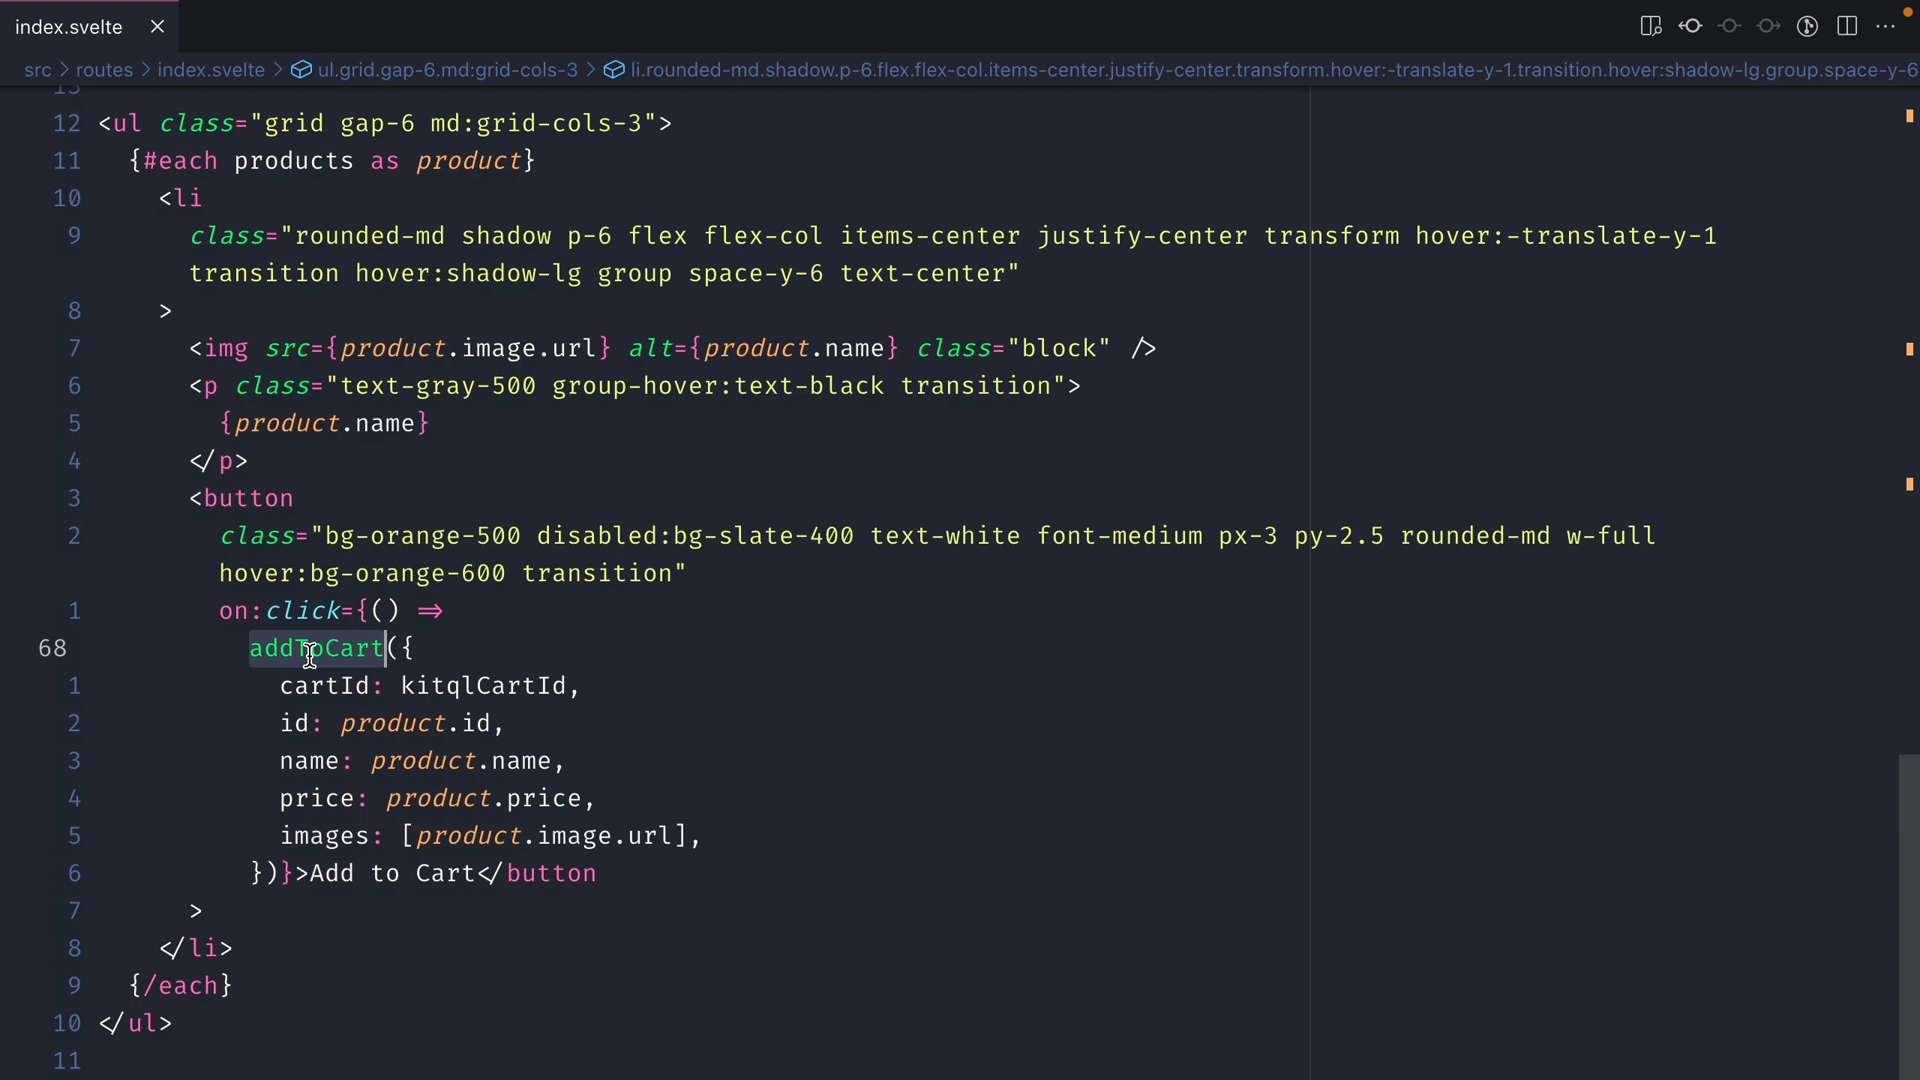 index.svelte
src > routes > index.svelte > ul.grid.gap-6.md:grid-cols-3 > li.rounded-md.shadow.p-6.flex.flex-col.items-center.justify-center.transform.hover:-translate-y-1.transition.hover:shadow-lg.group.space-y-6
13
12 <ul class="grid gap-6 md:grid-cols-3">
11 {#each products as product}
10 <li
9 class="rounded-md shadow p-6 flex flex-col items-center justify-center transform hover:-translate-y-1
transition hover:shadow-lg group space-y-6 text-center"
8 >
7 <img src={product.image.url} alt={product.name} class="block" />
6 <p class="text-gray-500 group-hover:text-black transition">
5 {product.name}
4 </p>
3 <button
2 class="bg-orange-500 disabled:bg-slate-400 text-white font-medium px-3 py-2.5 rounded-md w-full
hover:bg-orange-600 transition"
1 on:click={() =>
68 addToCart({
1 cartId: kitqlCartId,
2 id: product.id,
3 name: product.name,
4 price: product.price,
5 images: [product.image.url],
6 })}>Add to Cart</button
7 >
8 </li>
9 {/each}
10 </ul>
11